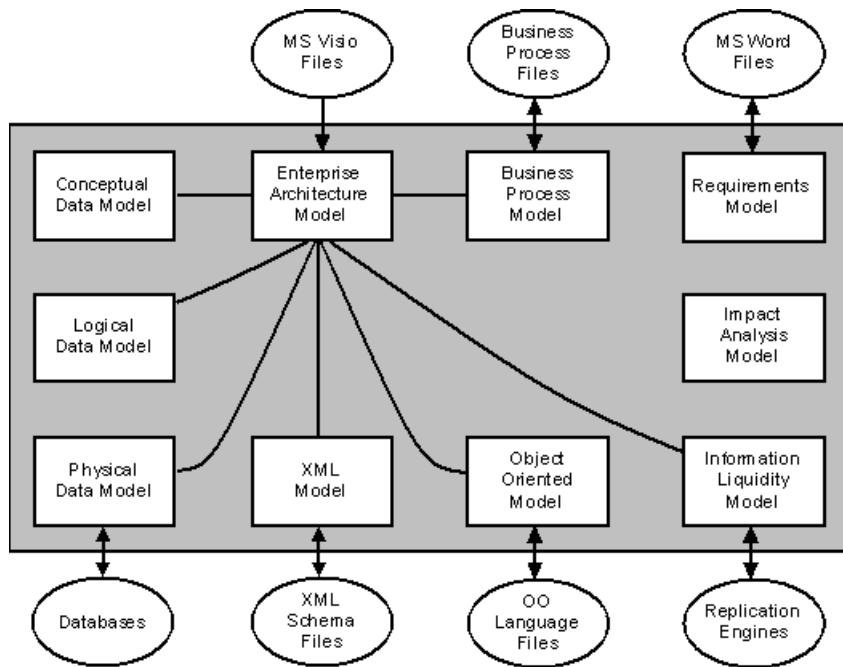 MS Visio
Files
Business
Process
Files
MS Word
Files
Conceptual
Data Model
Enterprise
Architecture
Model
Business
Process
Model
Requirements
Model
Logical
Data Model
Impact
Analysis
Model
Physical
Data Model
XML
Model
Object
Oriented
Model
Information
Liquidity
Model
Databases
XML
Schema
Files
OO
Language
Files
Replication
Engines